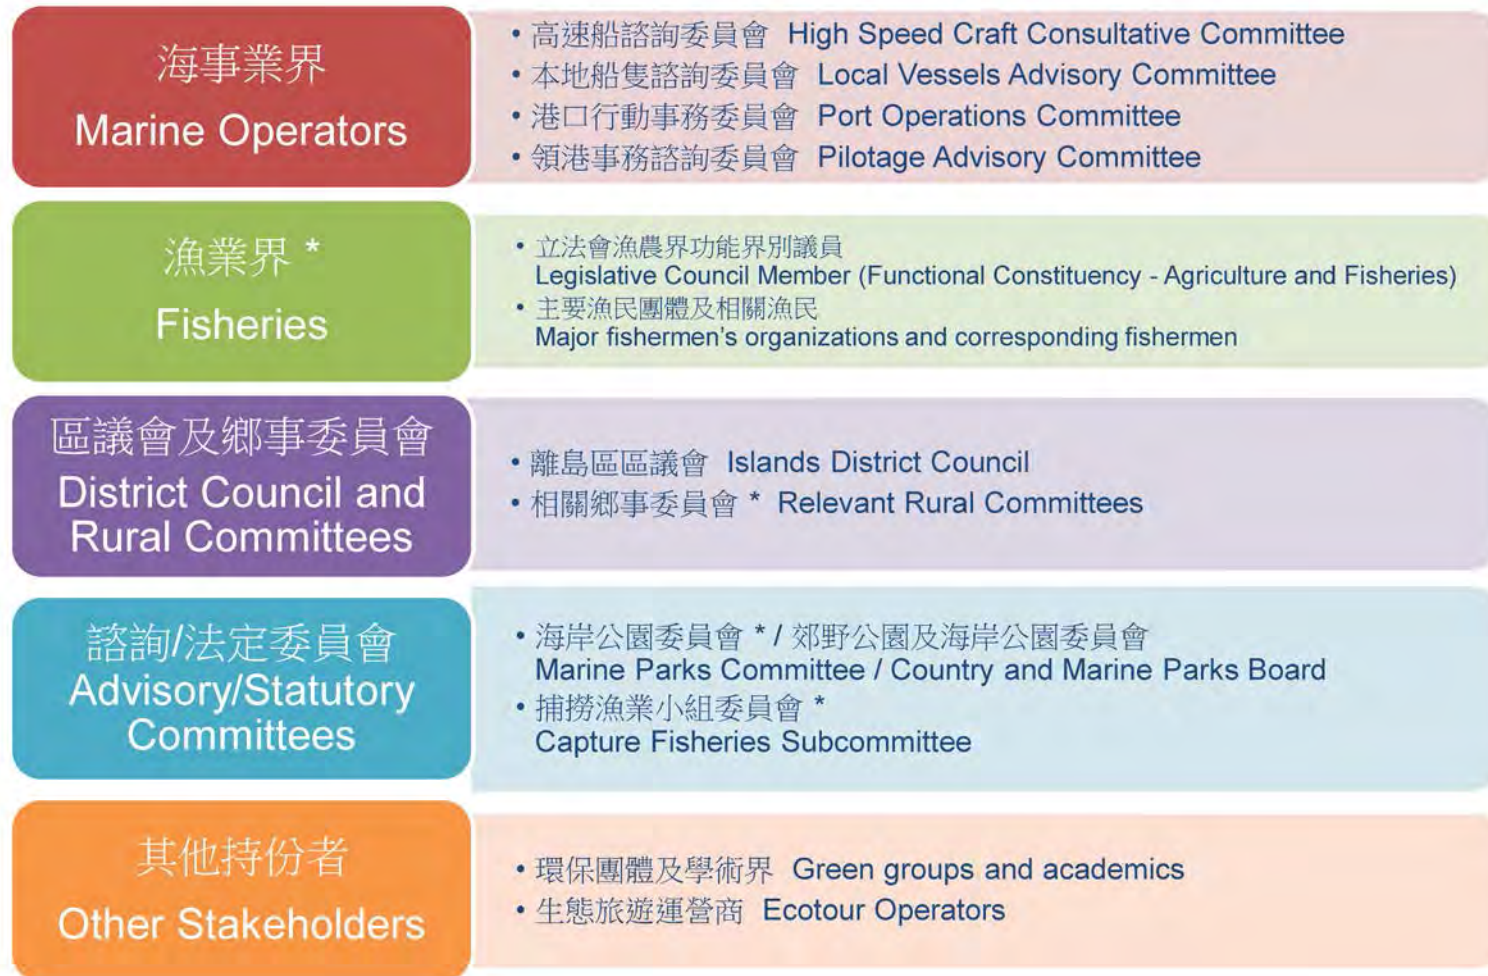 海事業界
Marine Operators
• 高速船諮詢委員會 High Speed Craft Consultative Committee
• 本地船隻諮詢委員會 Local Vessels Advisory Committee
• 港口行動事務委員會 Port Operations Committee
• 領港事務諮詢委員會 Pilotage Advisory Committee
漁業界 *
Fisheries
• 立法會漁農界功能界別議員
Legislative Council Member (Functional Constituency - Agriculture and Fisheries)
• 主要漁民團體及相關漁民
Major fishermen's organizations and corresponding fishermen
區議會及鄉事委員會
District Council and
Rural Committees
• 離島區區議會 Islands District Council
• 相關鄉事委員會 * Relevant Rural Committees
諮詢/法定委員會
Advisory/Statutory
Committees
• 海岸公園委員會 * / 郊野公園及海岸公園委員會
Marine Parks Committee / Country and Marine Parks Board
• 捕撈漁業小組委員會 *
Capture Fisheries Subcommittee
其他持份者
Other Stakeholders
• 環保團體及學術界 Green groups and academics
• 生態旅遊運營商 Ecotour Operators